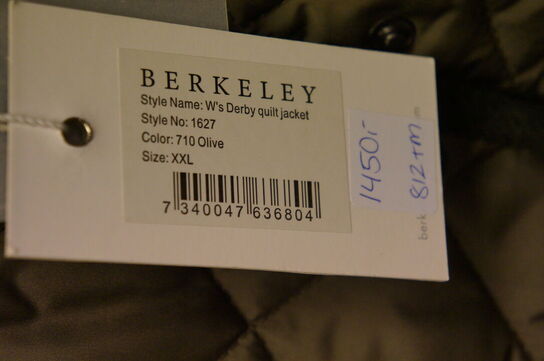 BERKELEY
Style Name: W's Derby quilt jacket
Style No: 1627
Color: 710 Olive
Size: XXL
7 340047 636804
1450,-
812+m
berk